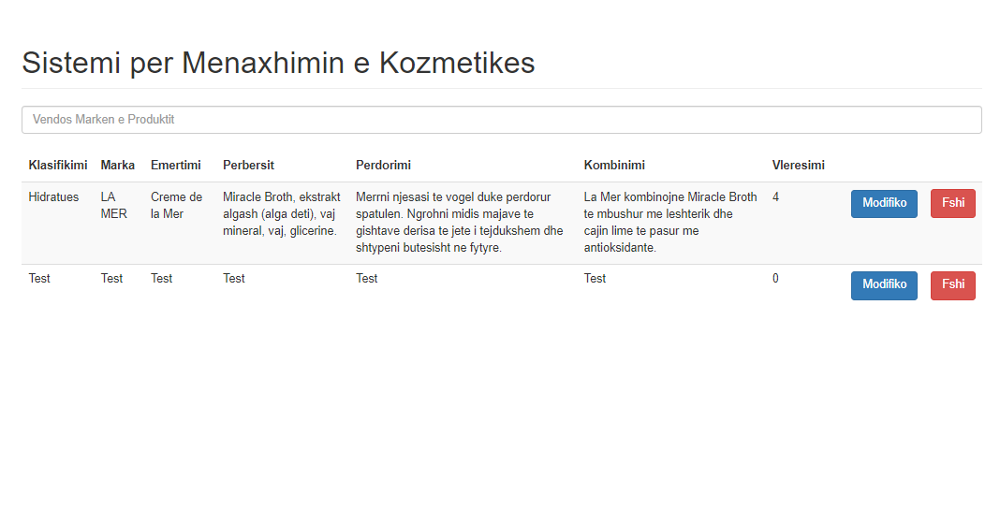 Sistemi per Menaxhimin e Kozmetikes
Vendos Marken e Produktit
Klasifikimi Marka Emertimi Perbersit Perdorimi Kombinimi Vleresimi
Hidratues
LA
MER
Creme de
la Mer
Miracle Broth, ekstrakt
algash (alga deti), vaj
mineral, vaj, glicerine.
Merrni njesasi te vogel duke perdorur
spatulen. Ngrohni midis majave te
gishtave derisa te jete i tejdukshem dhe
shtypeni butesisht ne fytyre.
La Mer kombinojne Miracle Broth
te mbushur me leshterik dhe
cajin lime te pasur me
antioksidante.
4
Modifiko Fshi
Test Test Test Test Test Test 0 Modifiko Fshi